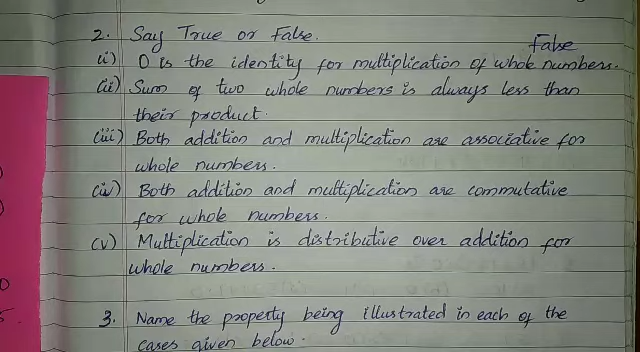 2. Say True or False.
False
(i) O is the identity for multiplication of whole numbers.
(ii) Sum of two whole numbers is always less than
their product.
(iii) Both addition and multiplication are associative for
whole numbers.
(iv) Both addition and multiplication are commutative
for whole numbers.
(v) Multiplication is distributive over addition for
whole numbers.
3. Name the property being illustrated in each of the
cases given below.